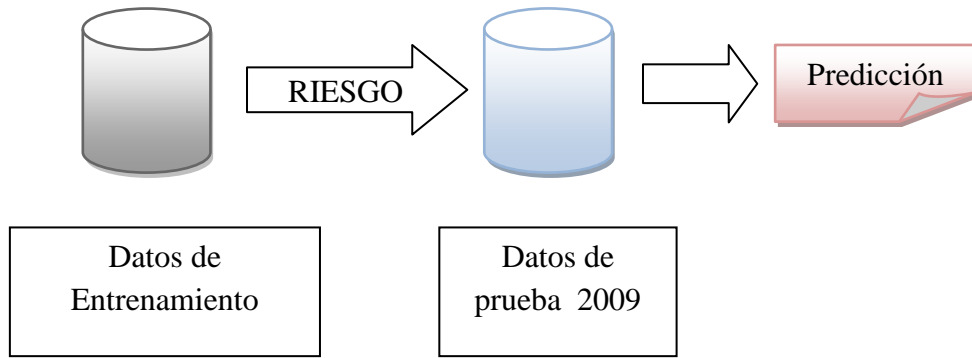 RIESGO
Predicción
Datos de
Entrenamiento
Datos de
prueba 2009